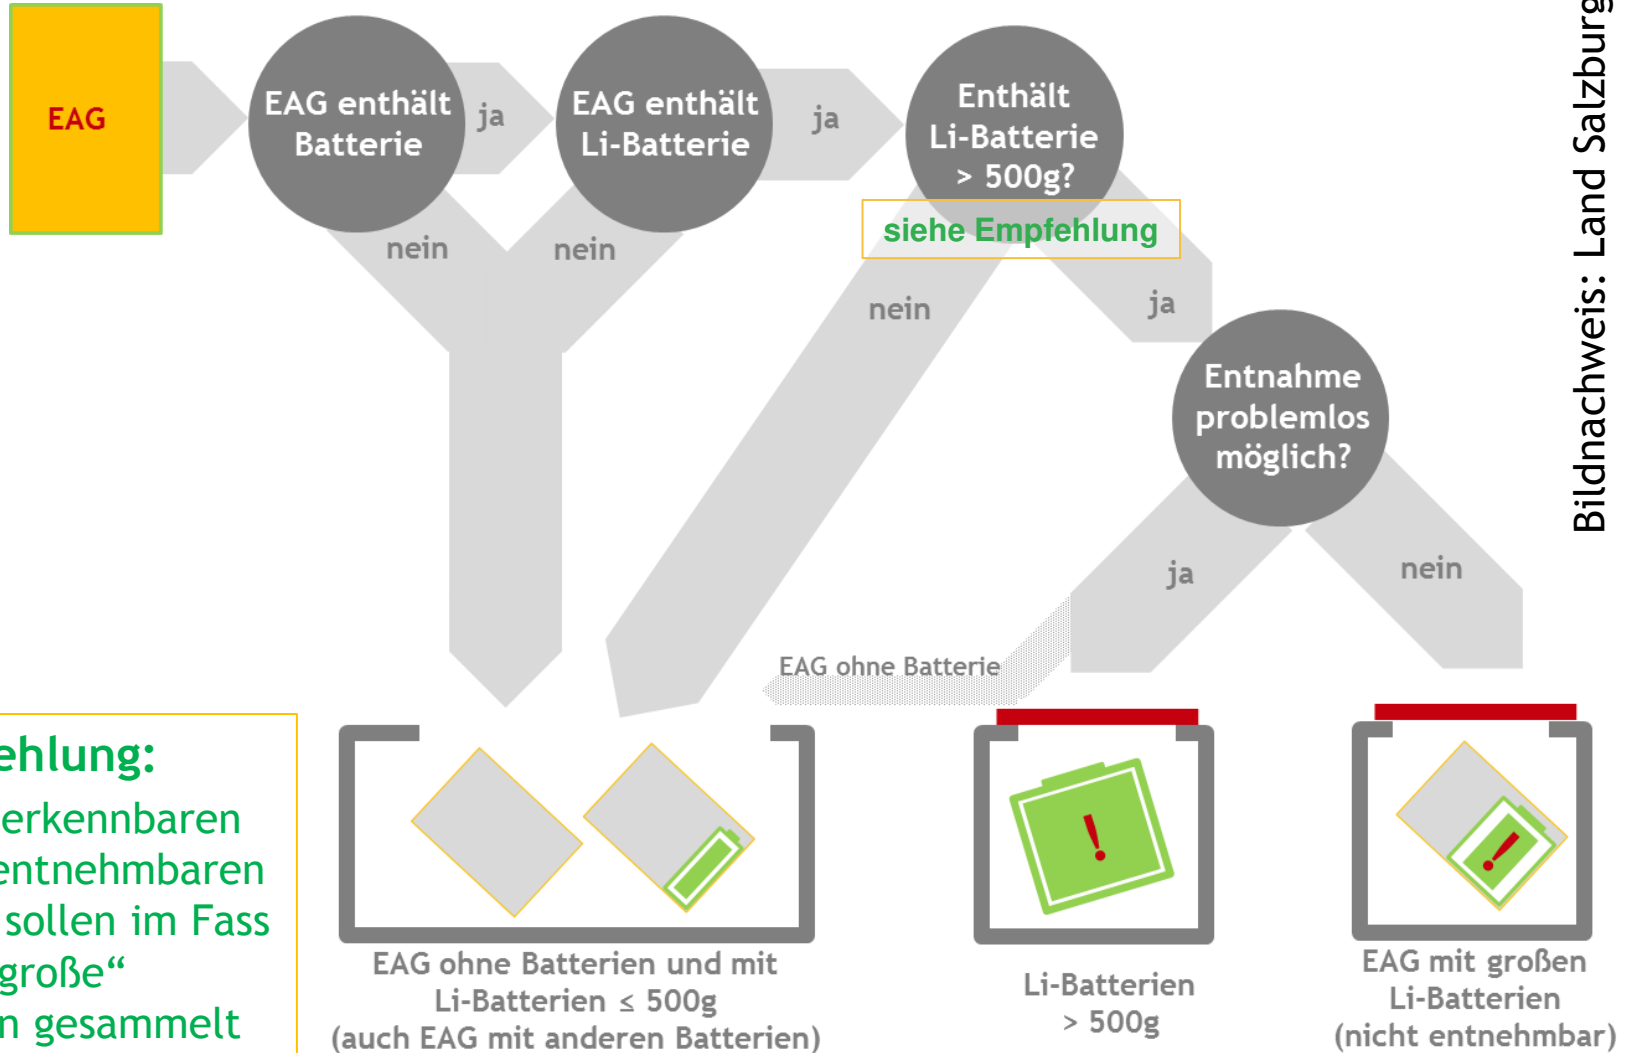 EAG
EAG enthält
Batterie
ja
EAG enthält
Li-Batterie
ja
Enthält
Li-Batterie
> 500g?
siehe Empfehlung
nein
nein
nein
ja
Entnahme
problemlos
möglich?
ja
nein
EAG ohne Batterie
ehlung:
erkennbaren
entnehmbaren
sollen im Fass
große“
n gesammelt
EAG ohne Batterien und mit
Li-Batterien ≤ 500g
(auch EAG mit anderen Batterien)
!
Li-Batterien
> 500g
!
EAG mit großen
Li-Batterien
(nicht entnehmbar)
Bildnachweis: Land Salzburg